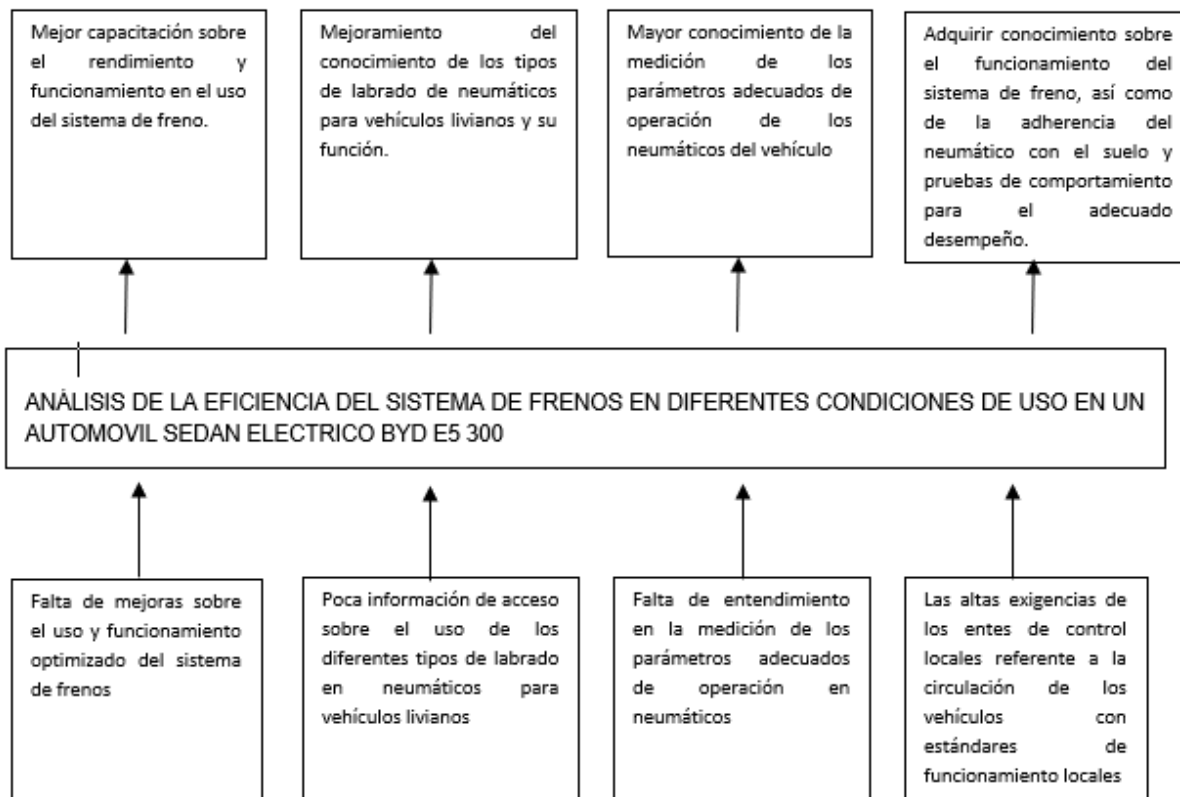 Mejor capacitación sobre
el rendimiento y
funcionamiento en el uso
del sistema de freno.
Mejoramiento del
conocimiento de los tipos
de labrado de neumáticos
para vehículos livianos y su
función.
Mayor conocimiento de la
medición de los
parámetros adecuados de
operación de los
neumáticos del vehículo
Adquirir conocimiento sobre
el funcionamiento del
sistema de freno, así como
de la adherencia del
neumático con el suelo y
pruebas de comportamiento
para el adecuado
desempeño.
ANÁLISIS DE LA EFICIENCIA DEL SISTEMA DE FRENOS EN DIFERENTES CONDICIONES DE USO EN UN
AUTOMOVIL SEDAN ELECTRICO BYD E5 300
Falta de mejoras sobre
el uso y funcionamiento
optimizado del sistema
de frenos
Poca información de acceso
sobre el uso de los
diferentes tipos de labrado
en neumáticos para
vehículos livianos
Falta de entendimiento
en la medición de los
parámetros adecuados
de operación en
neumáticos
Las altas exigencias de
los entes de control
locales referente a la
circulación de los
vehículos con
estándares de
funcionamiento locales